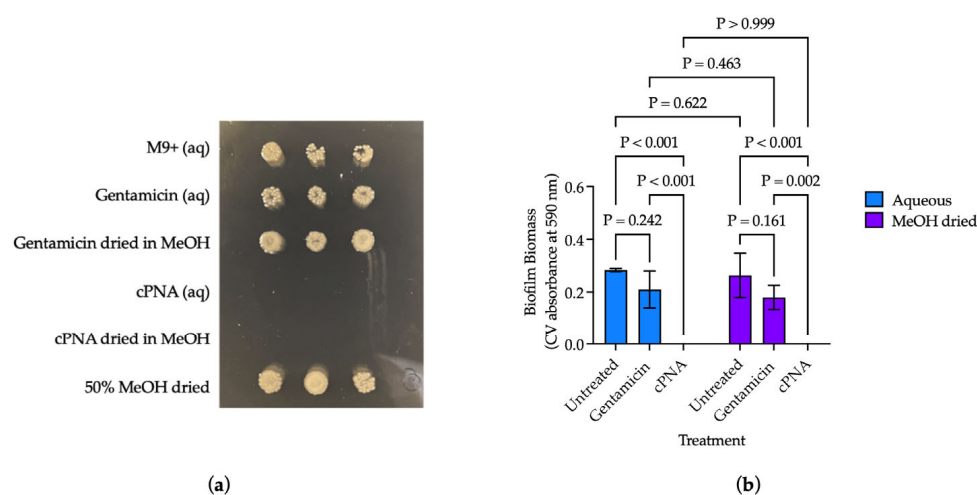 M9+ (aq)
Gentamicin (aq)
Gentamicin dried in MeOH
cPNA (aq)
cPNA dried in MeOH
50% MeOH dried
(a)
P > 0.999
P = 0.463
P = 0.622
P < 0.001
P < 0.001
P < 0.001
P = 0.002
P = 0.242
P = 0.161
Biofilm Biomass
(CV absorbance at 590 nm)
0.6
0.4
0.2
0.0
Untreated
Gentamicin
cPNA
Untreated
Gentamicin
cPNA
Treatment
Aqueous
MeOH dried
(b)